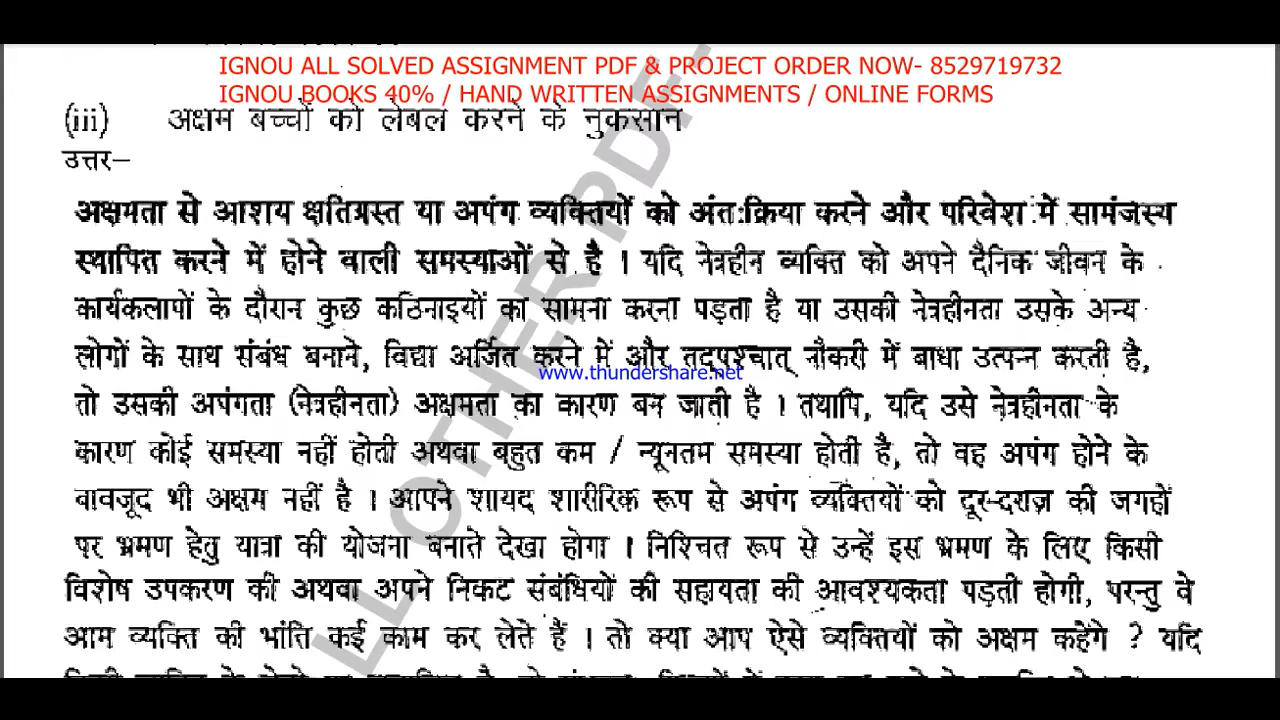 IGNOU ALL SOLVED ASSIGNMENT PDF & PROJECT ORDER NOW- 8529719732
IGNOU BOOKS 40% / HAND WRITTEN ASSIGNMENTS / ONLINE FORMS
(iii) अक्षम बच्चों को लेबल करने के नुकसान
उत्तर–
अक्षमता से आशय क्षतिग्रस्त या अपंग व्यक्तियों को अंतःक्रिया करने और परिवेश में सामंजस्य
स्थापित करने में होने वाली समस्याओं से है । यदि नेत्रहीन व्यक्ति को अपने दैनिक जीवन के
कार्यकलापों के दौरान कुछ कठिनाइयों का सामना करना पड़ता है या उसकी नेत्रहीनता उसके अन्य
लोगों के साथ संबंध बनाने, विद्या अर्जित करने में और तद्पश्चात् नौकरी में बाधा उत्पन्न करती है,
www.thundershare.net
तो उसकी अपंगता (नेत्रहीनता) अक्षमता का कारण बन जाती है । तथापि, यदि उसे नेत्रहीनता के
कारण कोई समस्या नहीं होती अथवा बहुत कम / न्यूनतम समस्या होती है, तो वह अपंग होने के
वावजूद भी अक्षम नहीं है । आपने शायद शारीरिक रूप से अपंग व्यक्तियों को दूर-दराज़ की जगहों
पर भ्रमण हेतु यात्रा की योजना बनाते देखा होगा । निश्चित रूप से उन्हें इस भ्रमण के लिए किसी
विशेष उपकरण की अथवा अपने निकट संबंधियों की सहायता की आवश्यकता पड़ती होगी, परन्तु वे
आम व्यक्ति की भांति कई काम कर लेते हैं । तो क्या आप ऐसे व्यक्तियों को अक्षम कहेंगे ? यदि